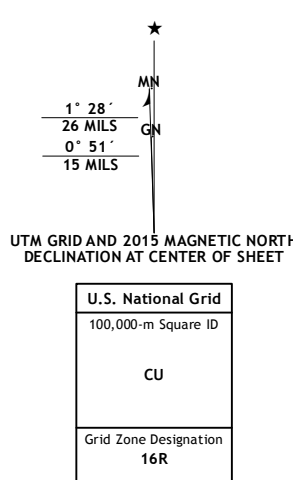 MN
1° 28´
26 MILS
GN
0° 51´
15 MILS
UTM GRID AND 2015 MAGNETIC NORTH
DECLINATION AT CENTER OF SHEET
U.S. National Grid
100,000-m Square ID
CU
Grid Zone Designation
16R